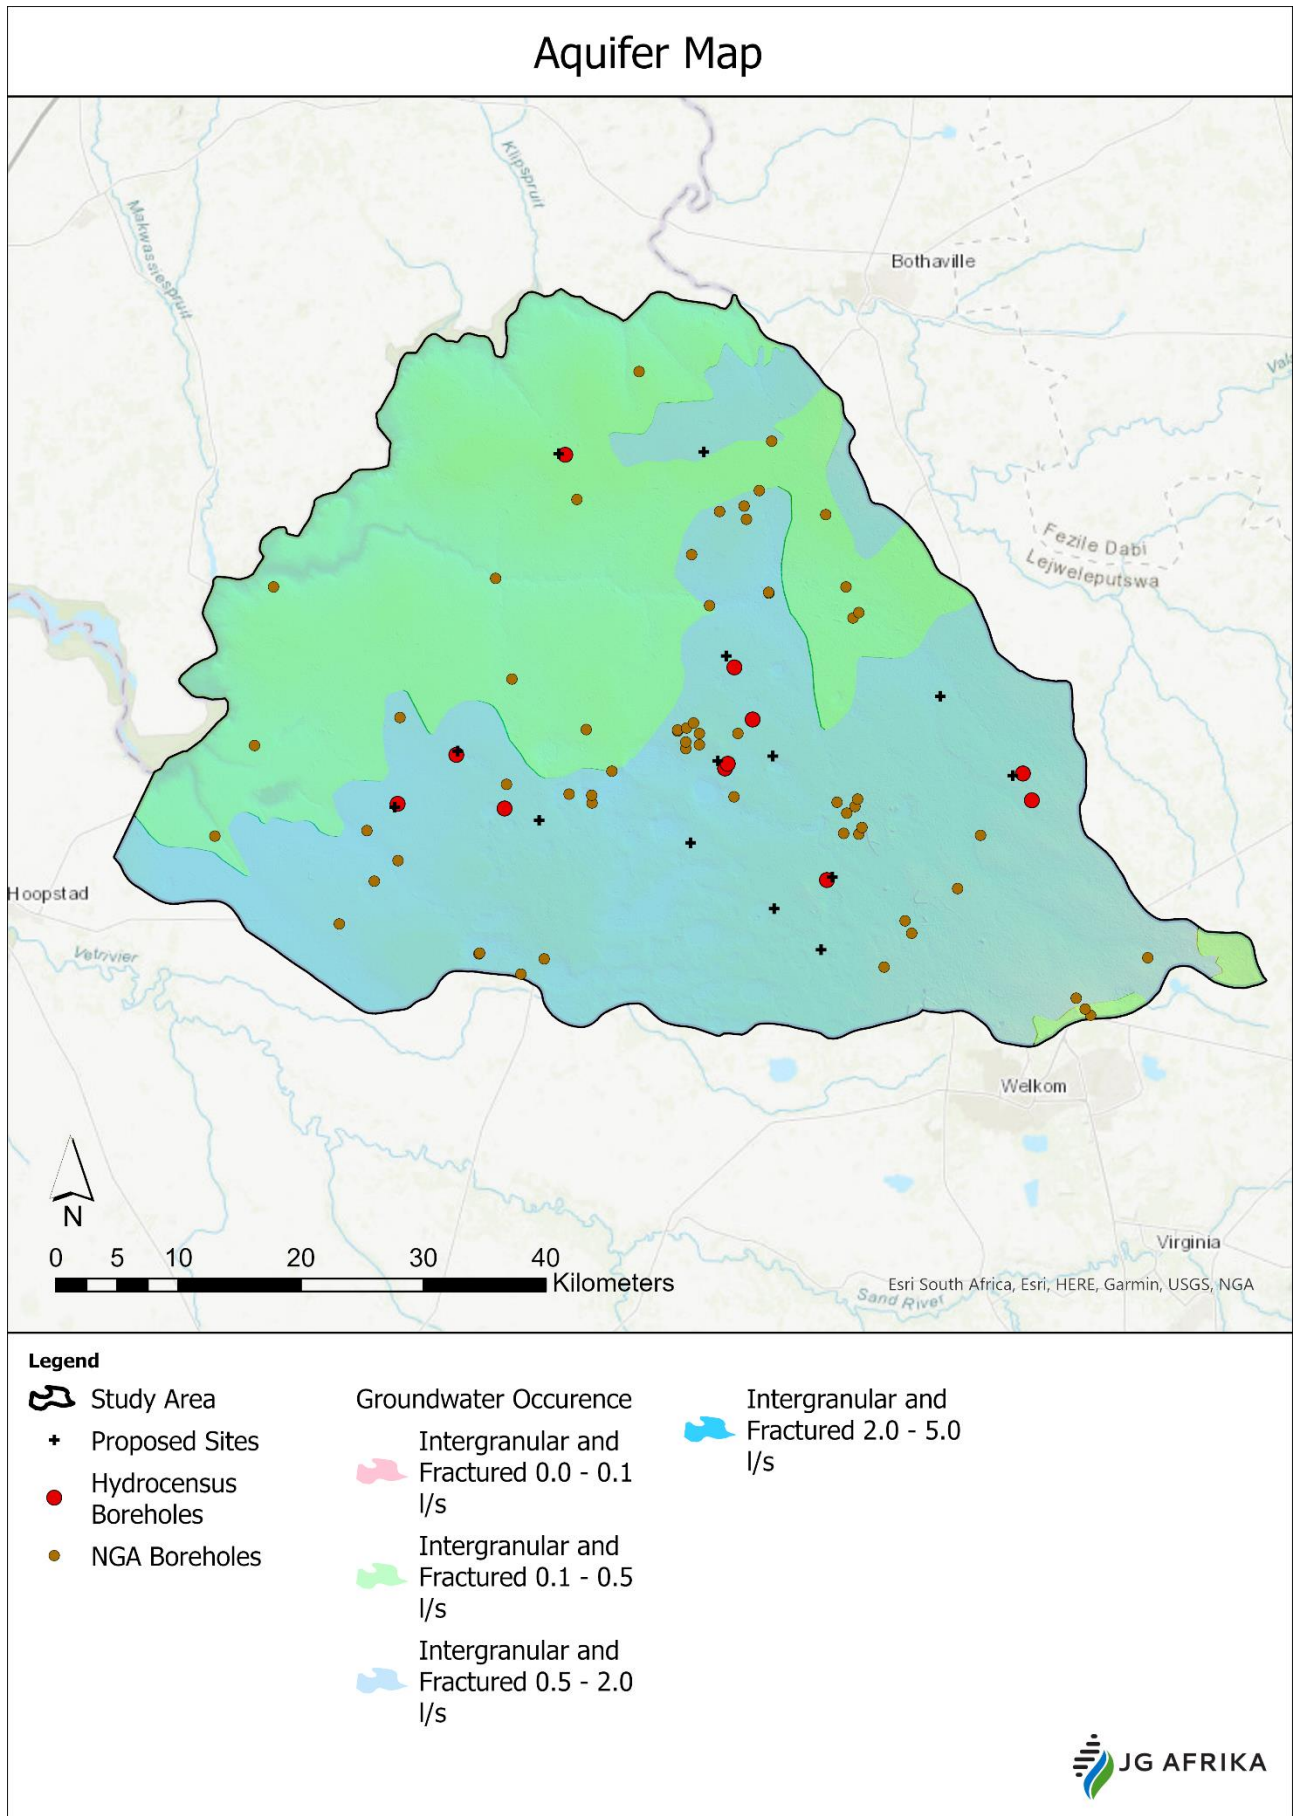 Aquifer Map
Klipspruit
Makwassiespruit
Bothaville
Fezile Dabi
Lejweleputswa
Hoopstad
Vetrivier
Welkom
N
Virginia
0 5 10 20 30 40
Kilometers
Esri South Africa, Esri, HERE, Garmin, USGS, NGA
Sand River
Legend
Study Area
Proposed Sites
Hydrocensus
Boreholes
NGA Boreholes
Groundwater Occurence
Intergranular and
Fractured 0.0 - 0.1
l/s
Intergranular and
Fractured 0.1 - 0.5
l/s
Intergranular and
Fractured 0.5 - 2.0
l/s
Intergranular and
Fractured 2.0 - 5.0
l/s
JG AFRIKA